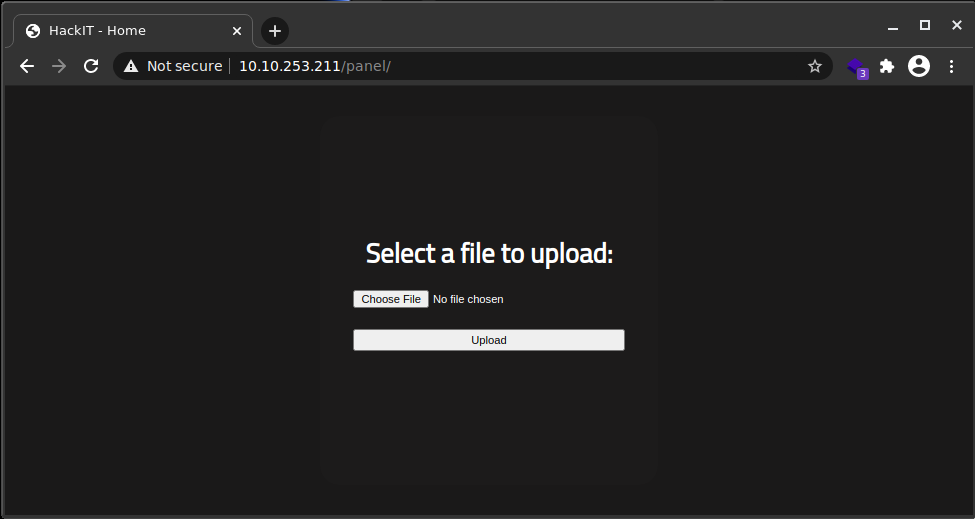 HackIT - Home
Not secure 10.10.253.211/panel/
3
Select a file to upload:
Choose File No file chosen
Upload